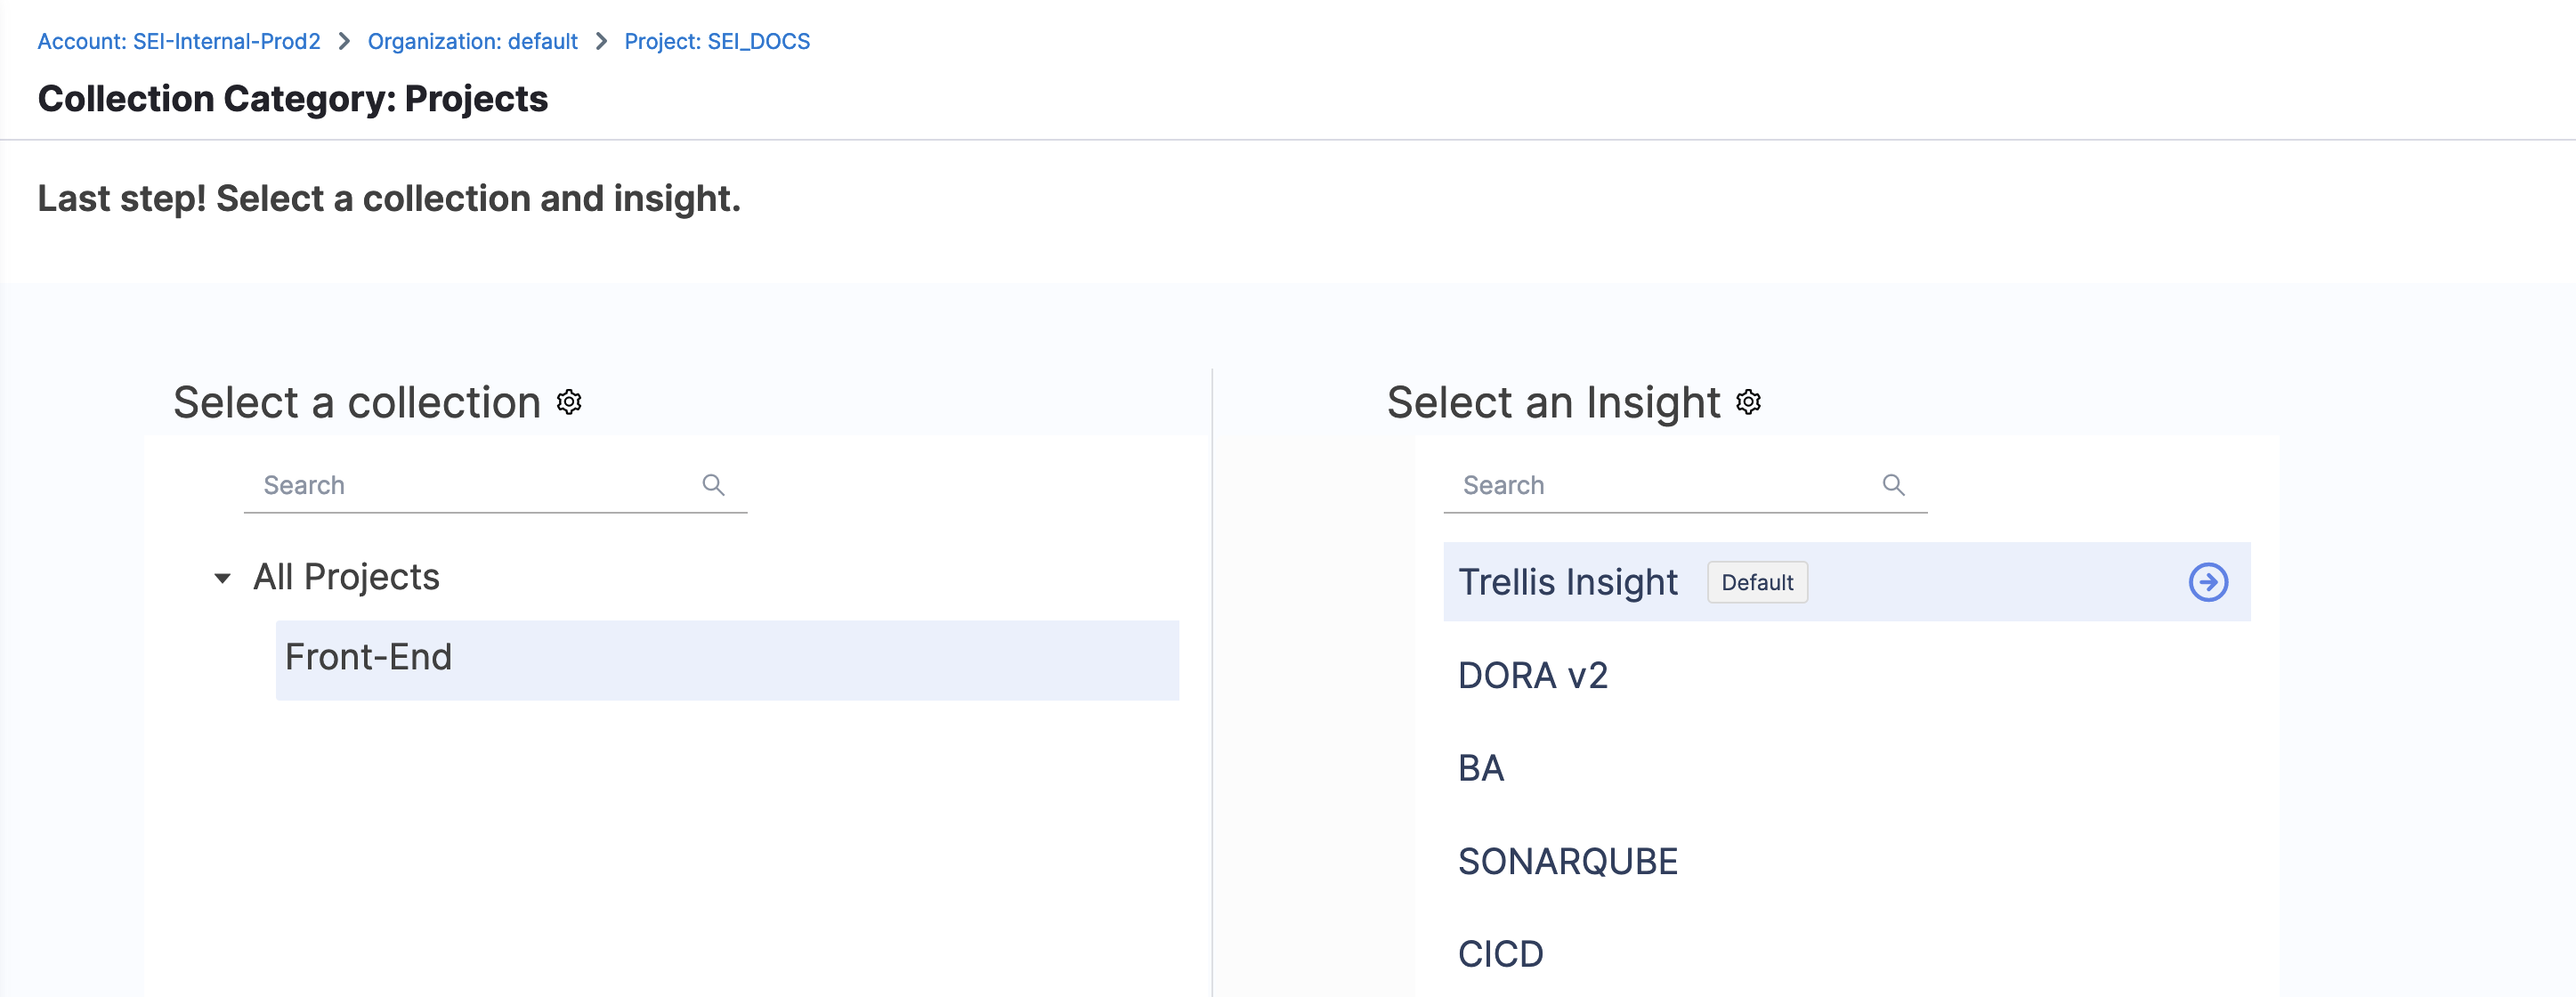 Account: SEI-Internal-Prod2 > Organization: default > Project: SEI_DOCS
Collection Category: Projects
Last step! Select a collection and insight.
Select a collection
Search
All Projects
Front-End
Select an Insight
Search
Trellis Insight Default
DORA v2
BA
SONARQUBE
CICD